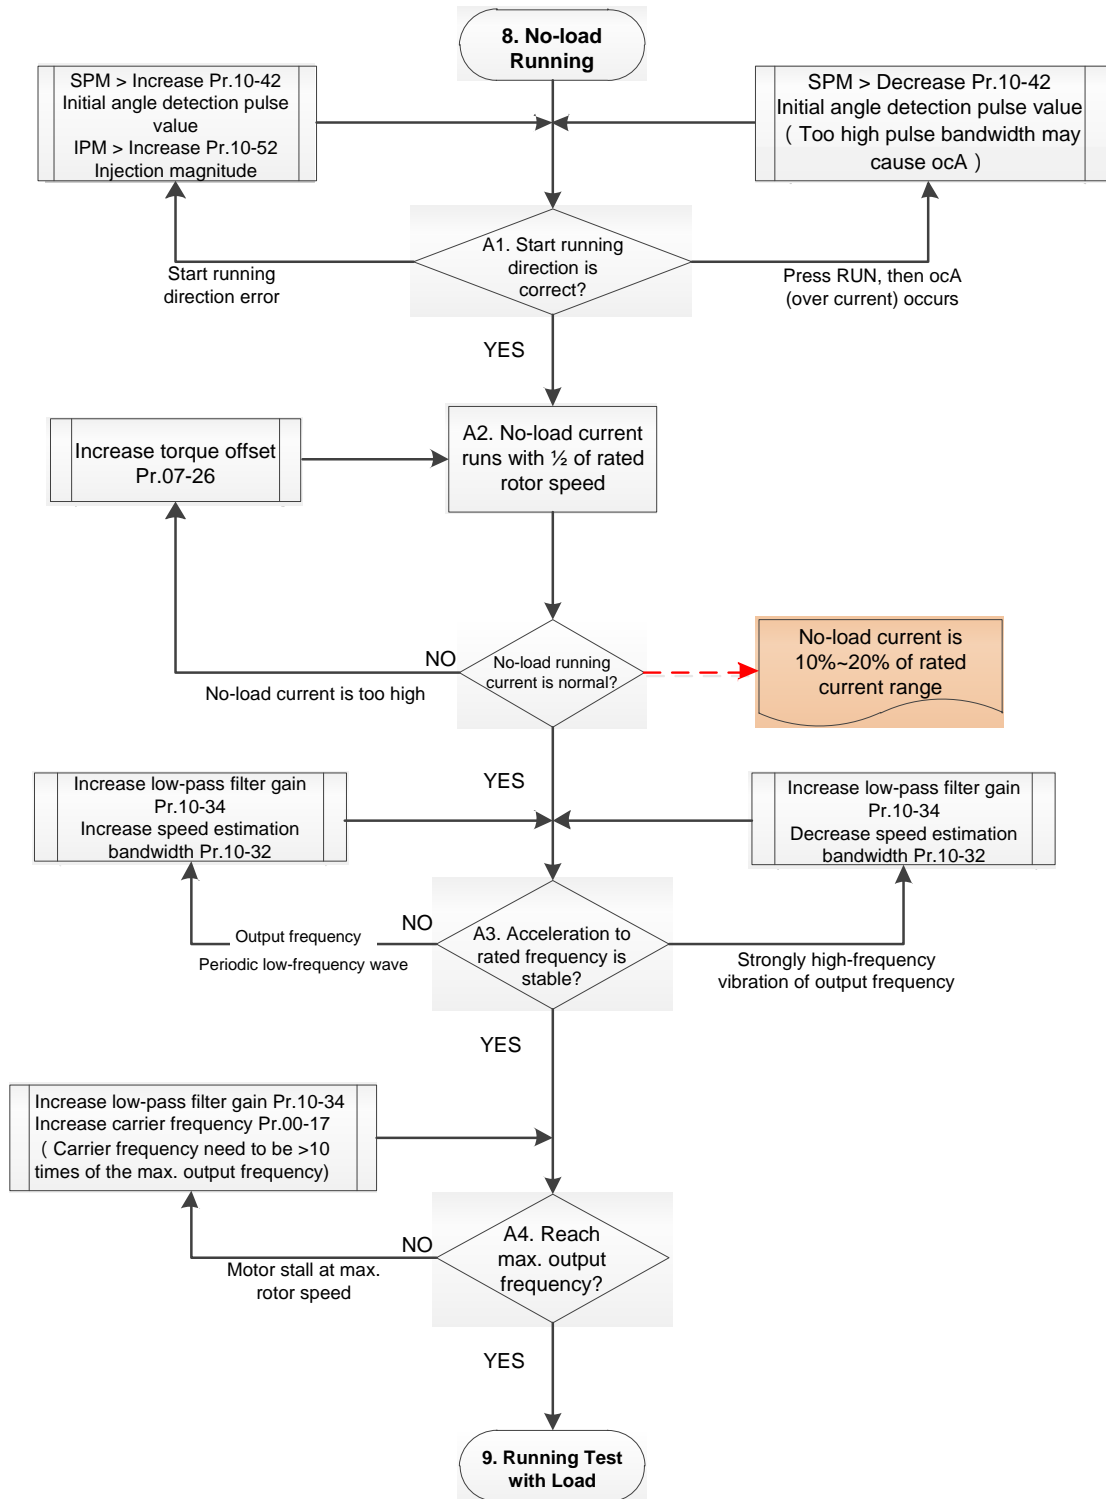 8. No-load
Running
SPM > Increase Pr.10-42
Initial angle detection pulse
value
IPM > Increase Pr.10-52
Injection magnitude
SPM > Decrease Pr.10-42
Initial angle detection pulse value
( Too high pulse bandwidth may
cause ocA )
A1. Start running
direction is
correct?
Start running
direction error
Press RUN, then ocA
(over current) occurs
YES
Increase torque offset
Pr.07-26
A2. No-load current
runs with ½ of rated
rotor speed
NO
No-load current is too high
No-load running
current is normal?
No-load current is
10%~20% of rated
current range
YES
Increase low-pass filter gain
Pr.10-34
Increase speed estimation
bandwidth Pr.10-32
Increase low-pass filter gain
Pr.10-34
Decrease speed estimation
bandwidth Pr.10-32
NO
Output frequency
Periodic low-frequency wave
A3. Acceleration to
rated frequency is
stable?
Strongly high-frequency
vibration of output frequency
YES
Increase low-pass filter gain Pr.10-34
Increase carrier frequency Pr.00-17
( Carrier frequency need to be >10
times of the max. output frequency)
NO
Motor stall at max.
rotor speed
A4. Reach
max. output
frequency?
YES
9. Running Test
with Load